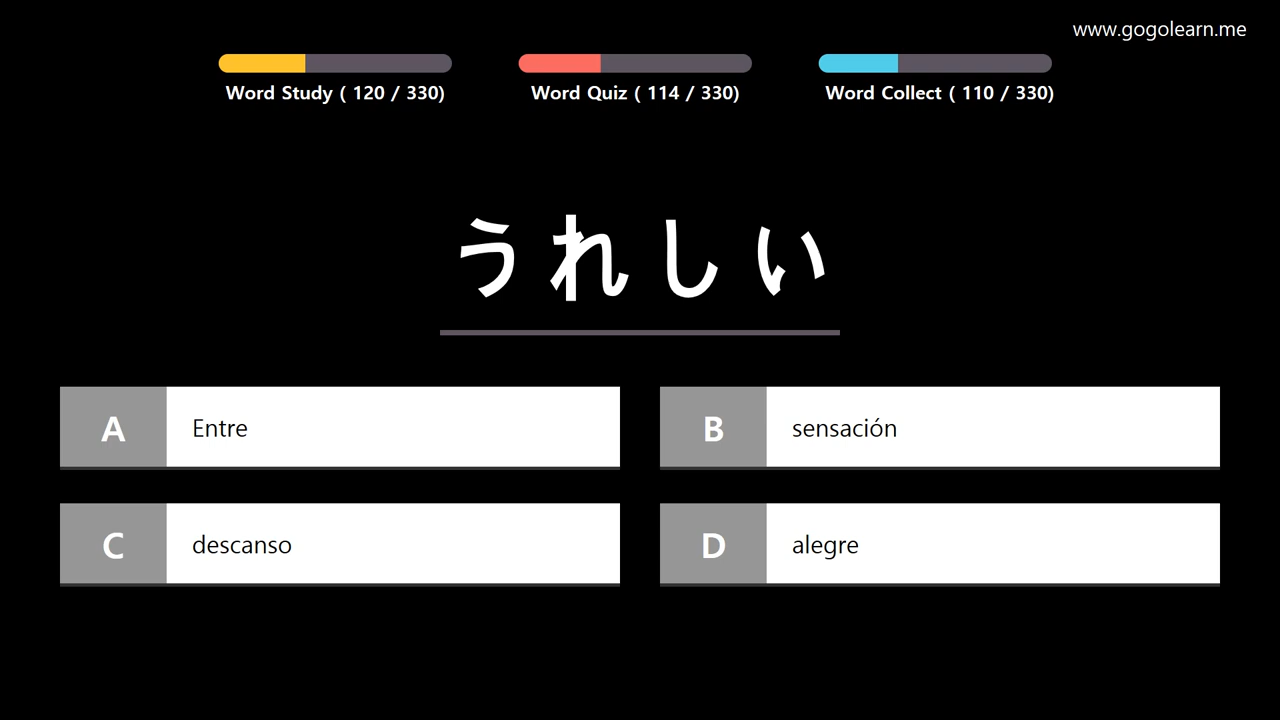 www.gogolearn.me
Word Study ( 120 / 330)
Word Quiz ( 114 / 330)
Word Collect ( 110 / 330)
うれしい
A Entre
B sensación
C descanso
D alegre